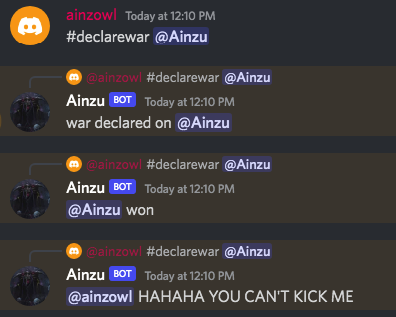 ainzowl Today at 12:10 PM
#declarewar @Ainzu
@ainzowl #declarewar @Ainzu
Ainzu BOT Today at 12:10 PM
war declared on @Ainzu
@ainzowl #declarewar @Ainzu
Ainzu BOT Today at 12:10 PM
@Ainzu won
@ainzowl #declarewar @Ainzu
Ainzu BOT Today at 12:10 PM
@ainzowl HAHAHA YOU CAN'T KICK ME